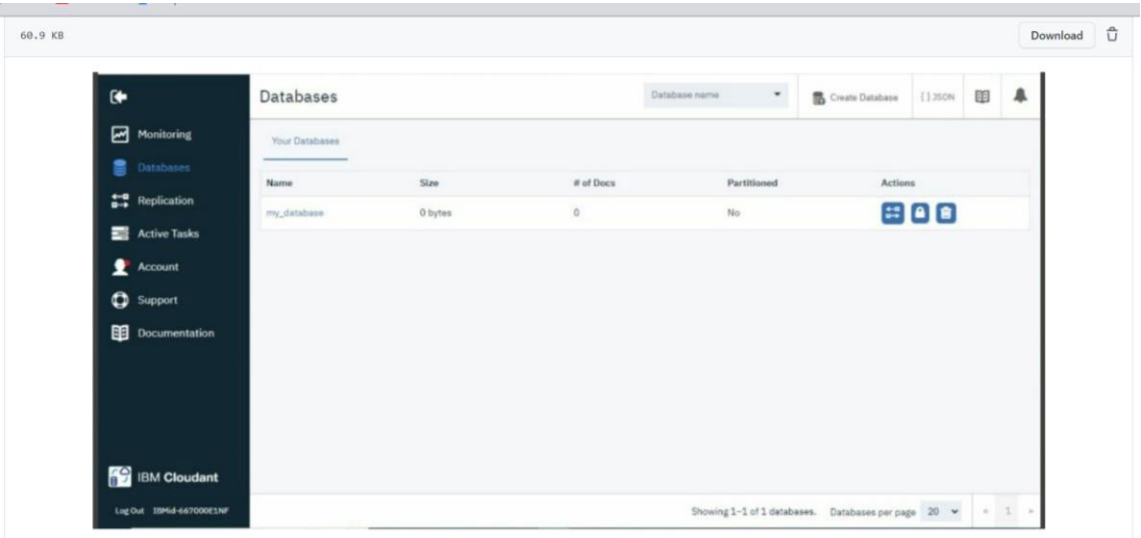 60.9 KB
Download
Databases
Database name
Create Database
{ } JSON
Monitoring
Databases
Replication
Active Tasks
Account
Support
Documentation
Your Databases
Name Size # of Docs Partitioned Actions
my_database 0 bytes 0 No
IBM Cloudant
Log Out IBMid-667000E1NF
Showing 1–1 of 1 databases. Databases per page 20 « 1 »